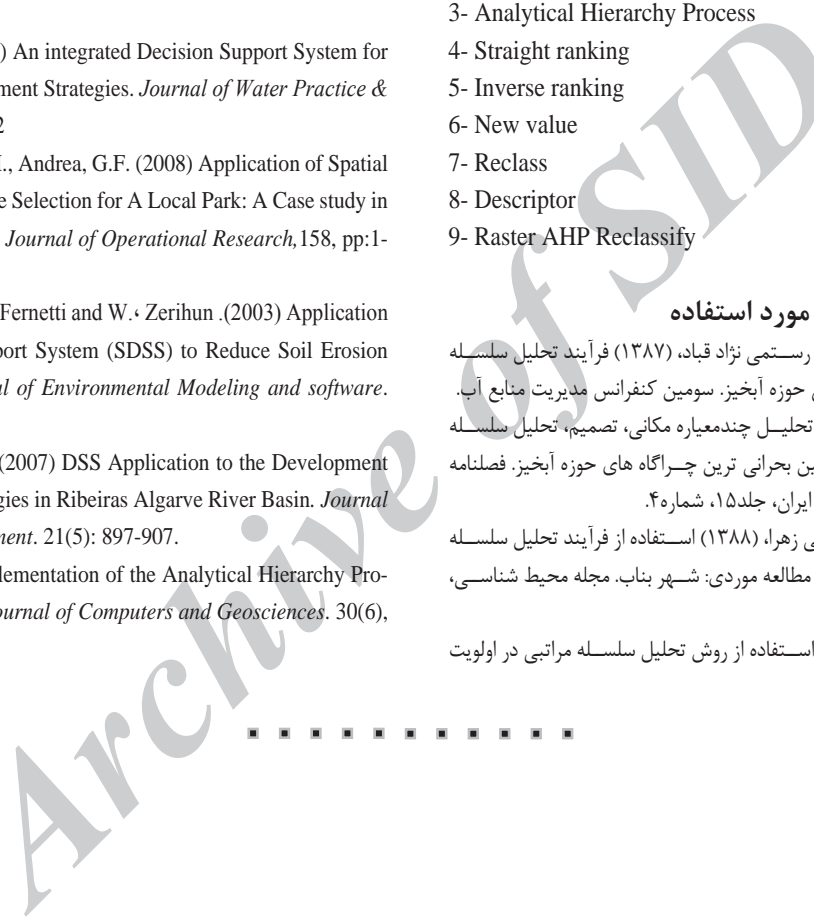 3- Analytical Hierarchy Process
4- Straight ranking
5- Inverse ranking
6- New value
7- Reclass
8- Descriptor
9- Raster AHP Reclassify
مورد استفاده
رستمی نژاد قباد، (۱۳۸۷) فرآیند تحلیل سلسله
حوزه آبخیز. سومین کنفرانس مدیریت منابع آب.
تحلیل چندمعیاره مکانی، تصمیم، تحلیل سلسله
ین بحرانی ترین چراگاه های حوزه آبخیز. فصلنامه
ایران، جلد۱۵، شماره۴.
ی زهرا، (۱۳۸۸) استفاده از فرآیند تحلیل سلسله
مطالعه موردی: شهر بناب. مجله محیط شناسی،
استفاده از روش تحلیل سلسله مراتبی در اولویت
) An integrated Decision Support System for
ment Strategies. Journal of Water Practice &
2
I., Andrea, G.F. (2008) Application of Spatial
e Selection for A Local Park: A Case study in
Journal of Operational Research,158, pp:1-
Fernetti and W.، Zerihun .(2003) Application
port System (SDSS) to Reduce Soil Erosion
al of Environmental Modeling and software.
(2007) DSS Application to the Development
gies in Ribeiras Algarve River Basin. Journal
ment. 21(5): 897-907.
lementation of the Analytical Hierarchy Pro-
ournal of Computers and Geosciences. 30(6),
Archive of SID